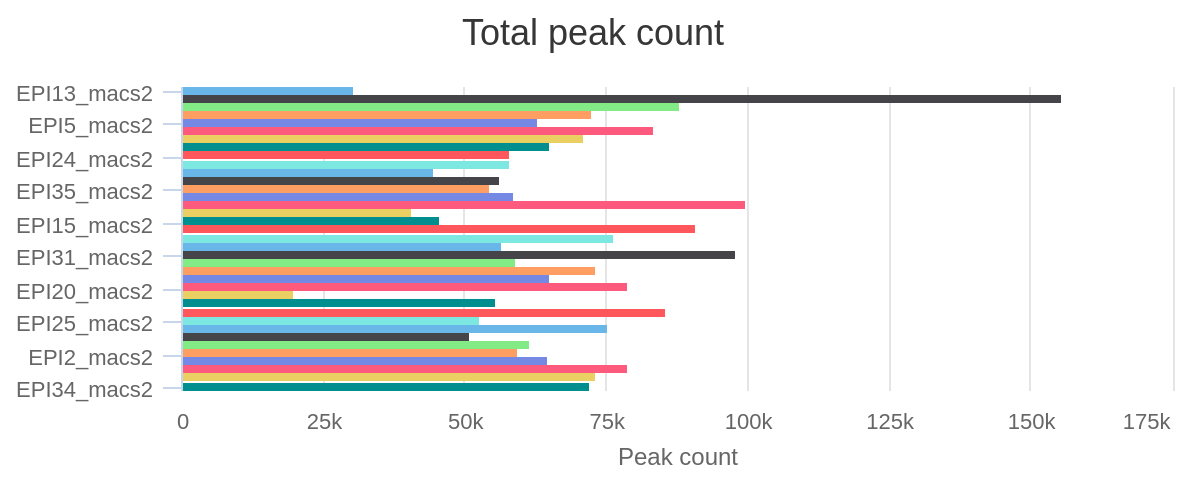 Total peak count
EPI13_macs2
EPI5_macs2
EPI24_macs2
EPI35_macs2
EPI15_macs2
EPI31_macs2
EPI20_macs2
EPI25_macs2
EPI2_macs2
EPI34_macs2
0 25k 50k 75k 100k 125k 150k 175k
Peak count